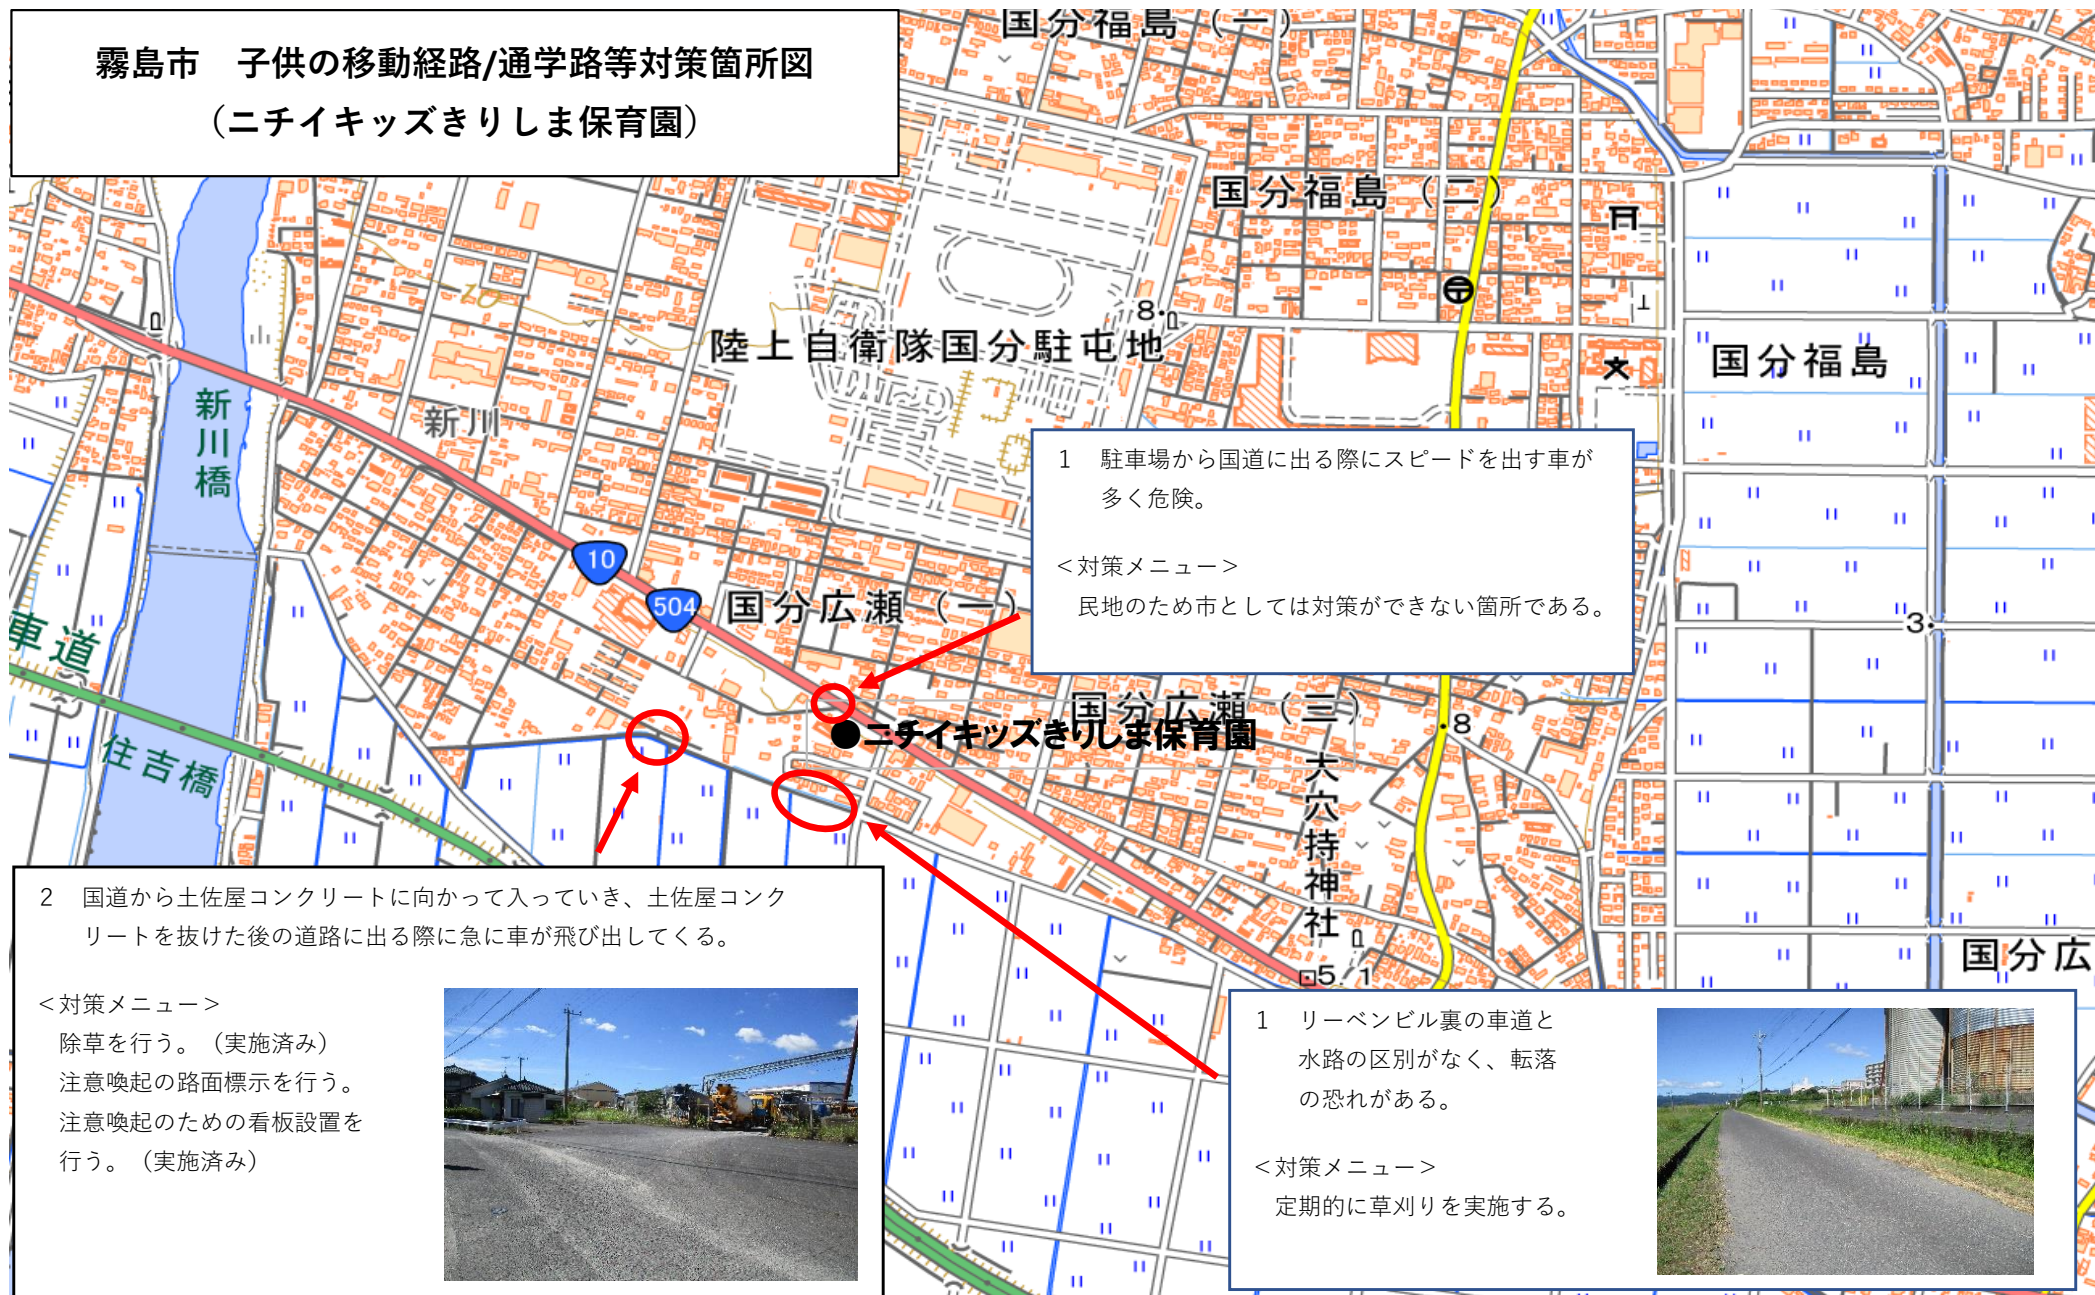 霧島市　子供の移動経路/通学路等対策箇所図
（ニチイキッズきりしま保育園）
国分福島（一）
国分福島（二）
8
陸上自衛隊国分駐屯地
国分福島
10
新川
新川橋
1　駐車場から国道に出る際にスピードを出す車が
多く危険。
＜対策メニュー＞
民地のため市としては対策ができない箇所である。
10
504
国分広瀬（一）
3
車道
住吉橋
国分広瀬（三）
8
●ニチイキッズきりしま保育園
大穴持神社
5.1
国分広
2　国道から土佐屋コンクリートに向かって入っていき、土佐屋コンク
リートを抜けた後の道路に出る際に急に車が飛び出してくる。
＜対策メニュー＞
除草を行う。（実施済み）
注意喚起の路面標示を行う。
注意喚起のための看板設置を
行う。（実施済み）
1　リーベンビル裏の車道と
水路の区別がなく、転落
の恐れがある。
＜対策メニュー＞
定期的に草刈りを実施する。